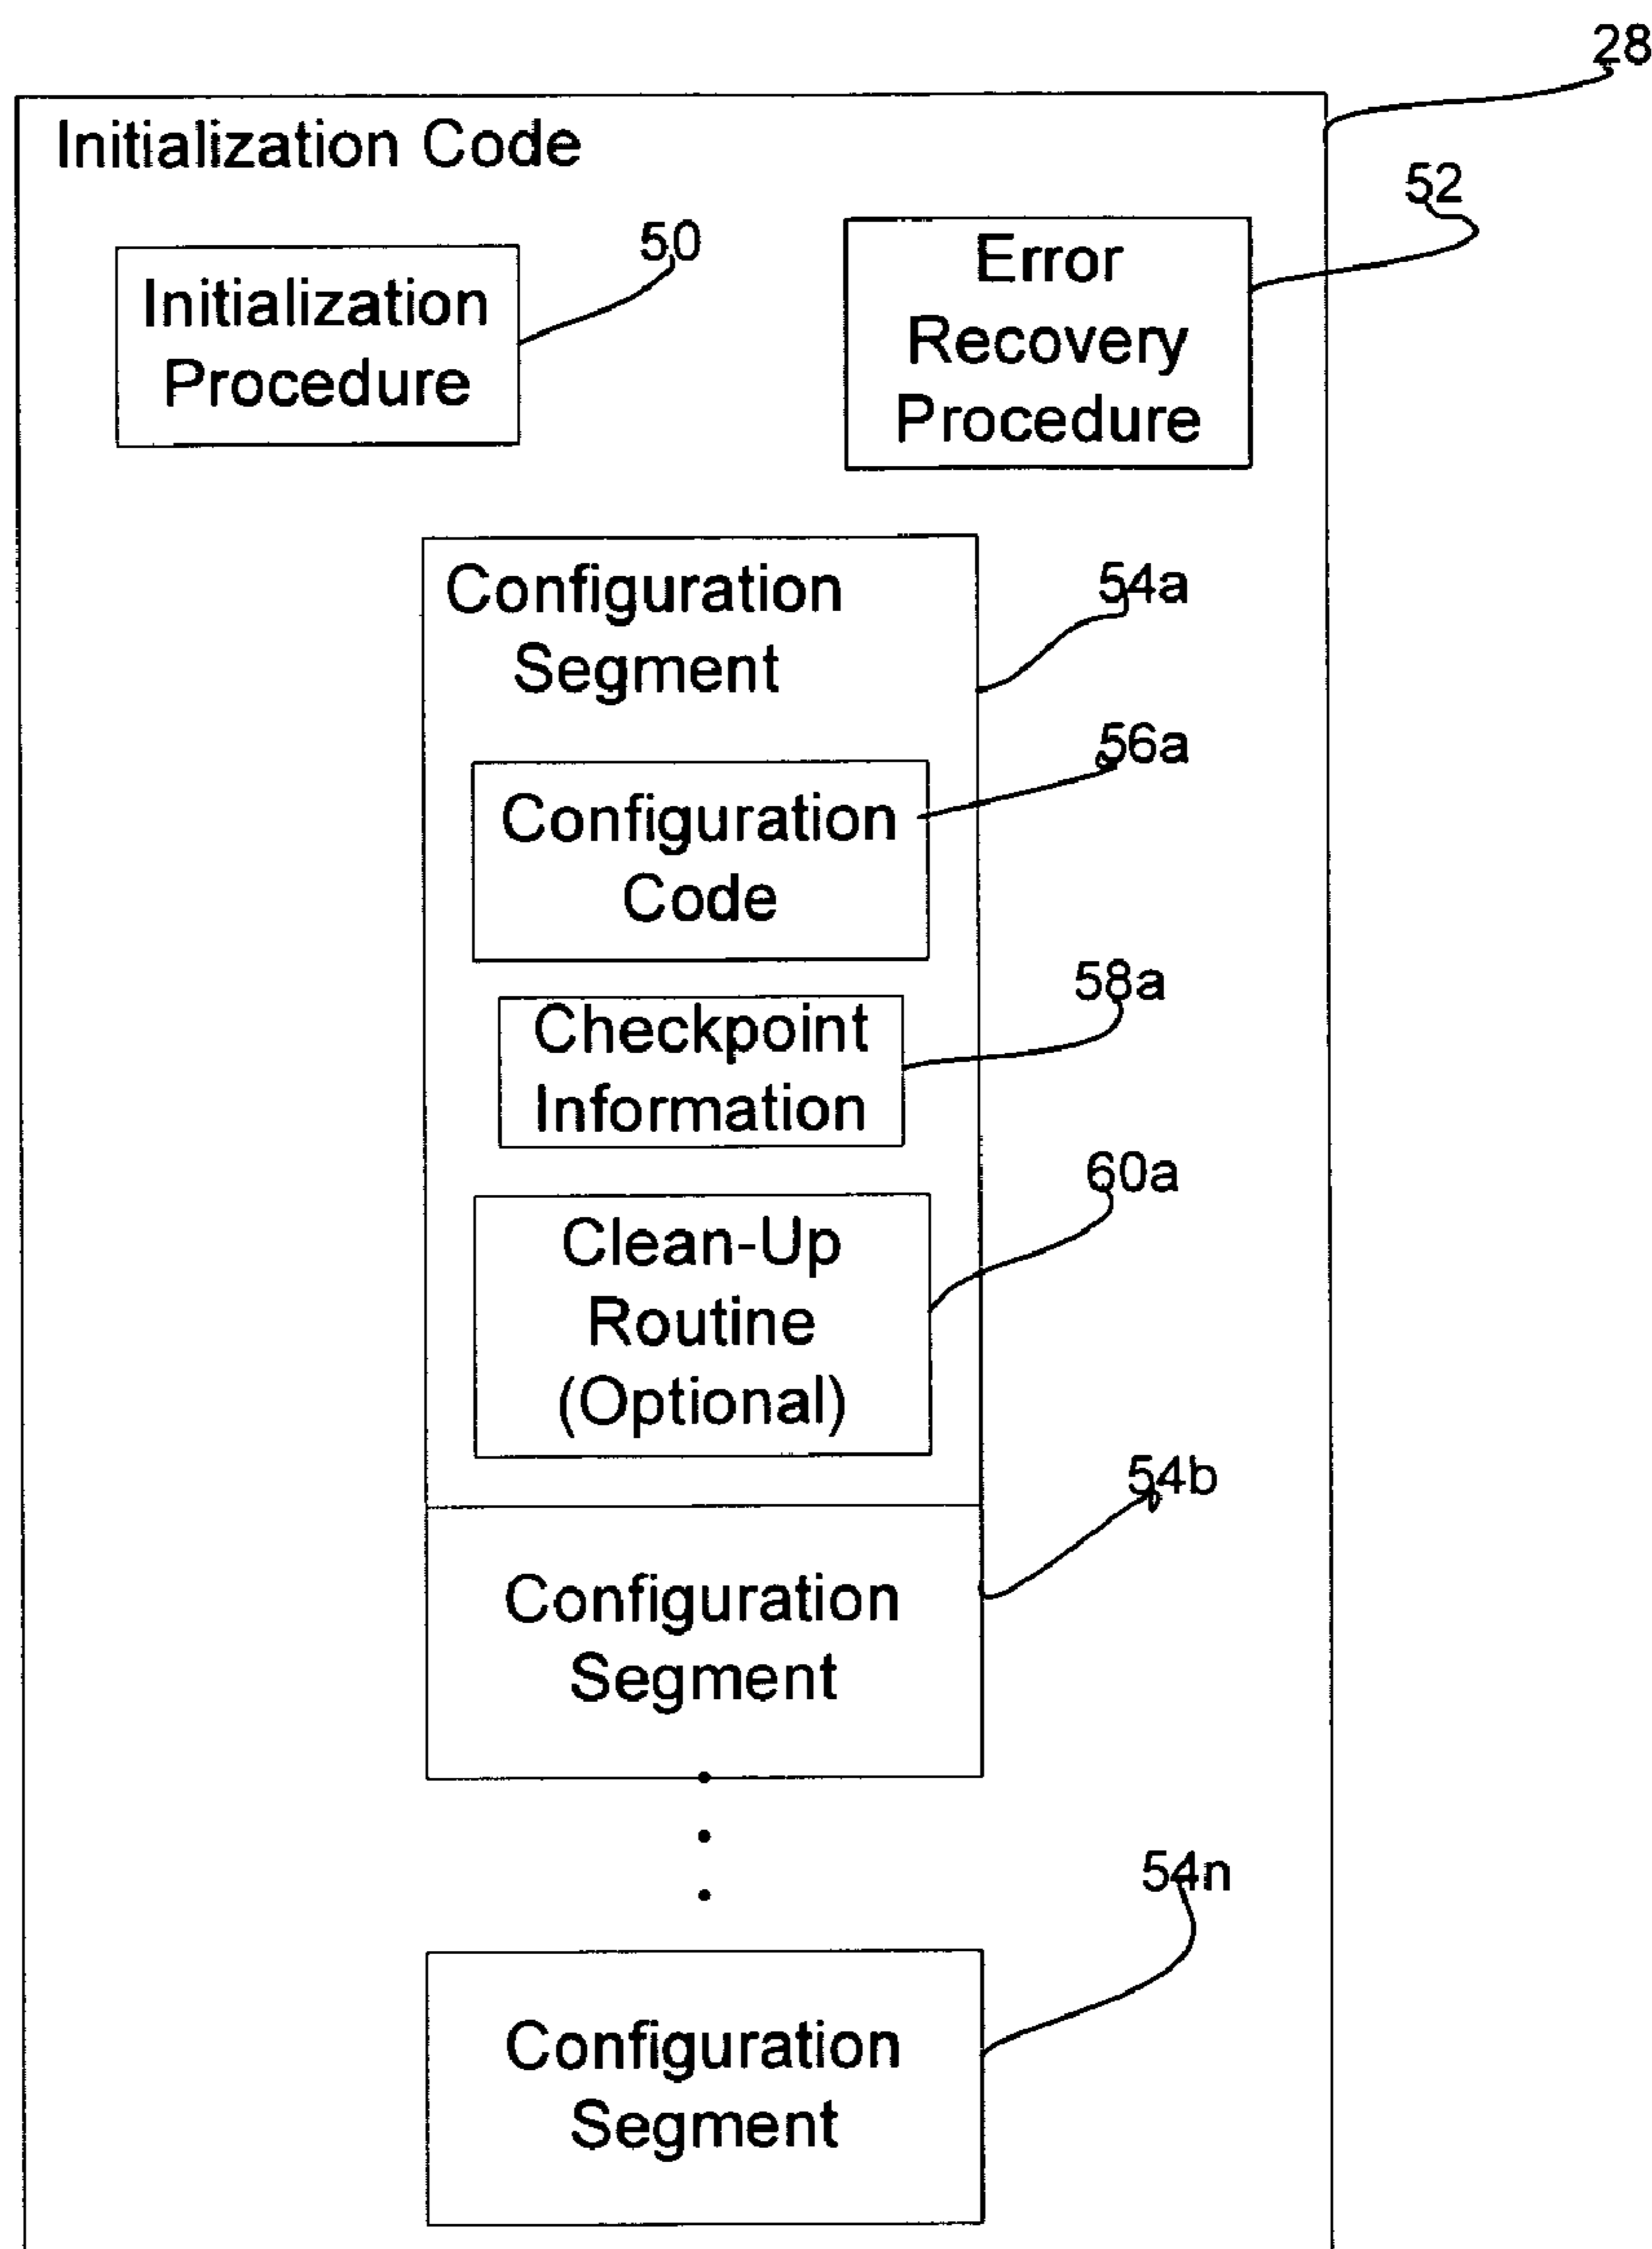 28
Initialization Code
52
50
Initialization
Procedure
Error
Recovery
Procedure
Configuration
Segment
54a
56a
Configuration
Code
58a
Checkpoint
Information
60a
Clean-Up
Routine
(Optional)
54b
Configuration
Segment
54n
Configuration
Segment